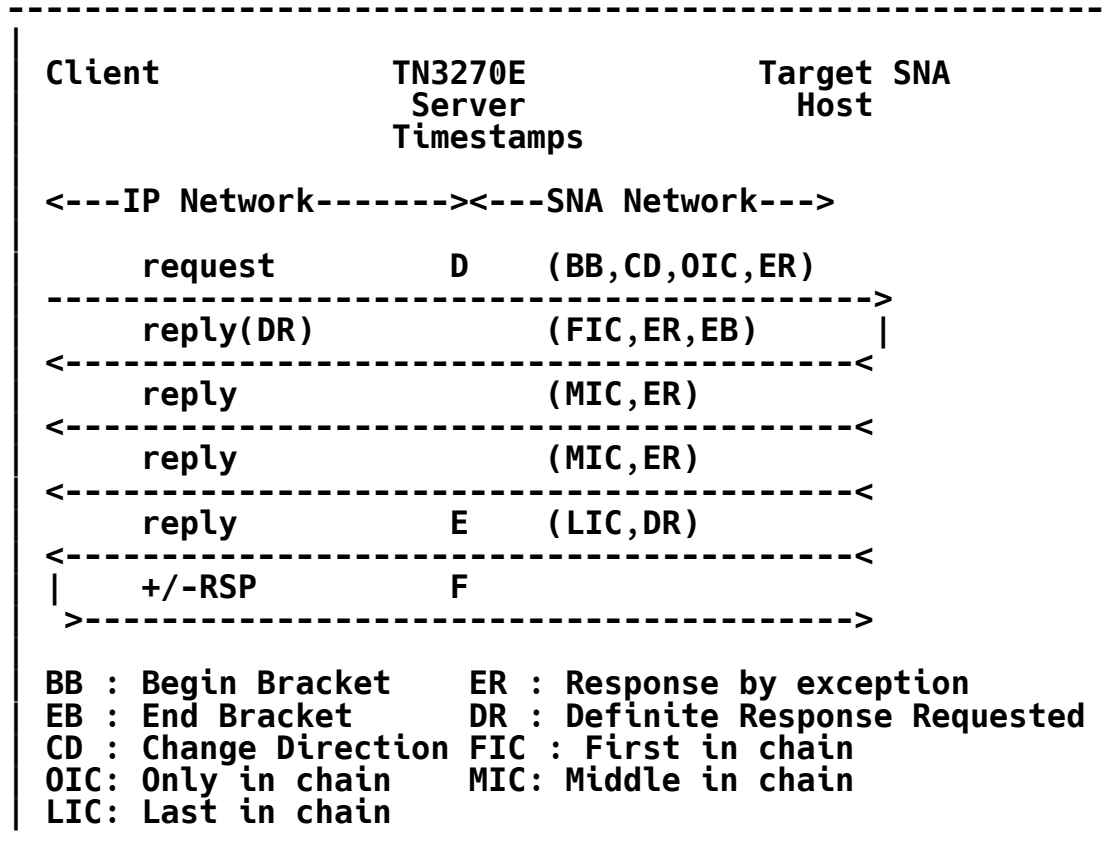 ---------------------------------------------------------
|
| Client            TN3270E            Target SNA
|                    Server              Host
|                   Timestamps
|
| <---IP Network-------><---SNA Network--->
|
|      request         D    (BB,CD,OIC,ER)
| ------------------------------------------->
|      reply(DR)            (FIC,ER,EB)      |
| <-----------------------------------------<
|      reply                (MIC,ER)
| <-----------------------------------------<
|      reply                (MIC,ER)
| <-----------------------------------------<
|      reply           E    (LIC,DR)
| <-----------------------------------------<
| |    +/-RSP          F
|  >---------------------------------------->
|
| BB : Begin Bracket    ER : Response by exception
| EB : End Bracket      DR : Definite Response Requested
| CD : Change Direction FIC : First in chain
| OIC: Only in chain    MIC: Middle in chain
| LIC: Last in chain